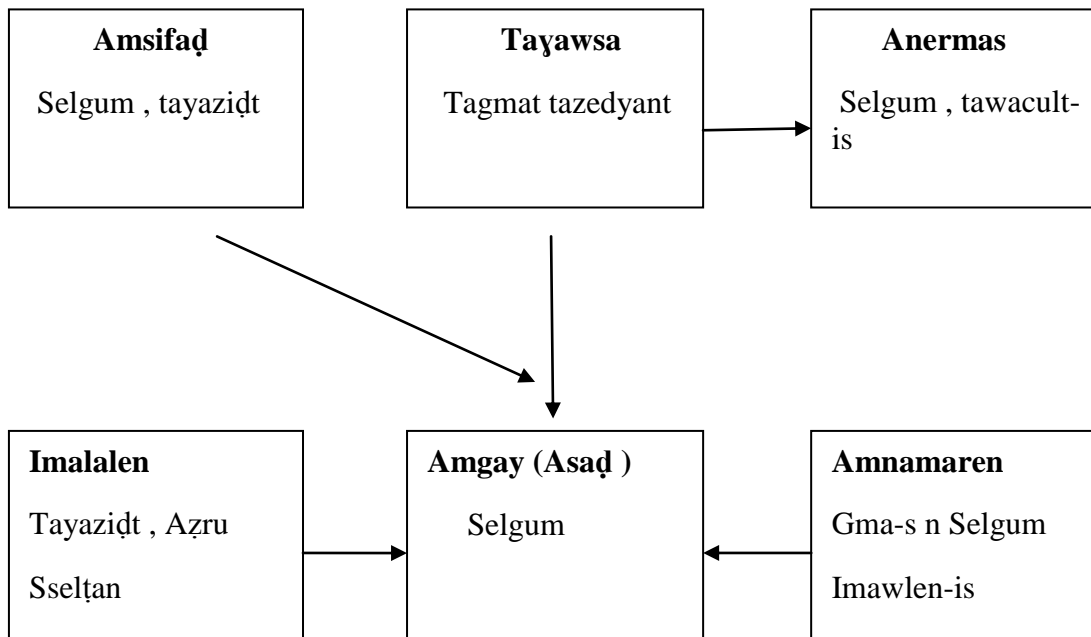 Amsifaḍ
Selgum , tayaziḍt
Taɣawsa
Tagmat tazedyant
Anermas
Selgum , tawacult-
is
Imalalen
Tayaziḍt , Aẓru
Sselṭan
Amgay (Asaḍ )
Selgum
Amnamaren
Gma-s n Selgum
Imawlen-is